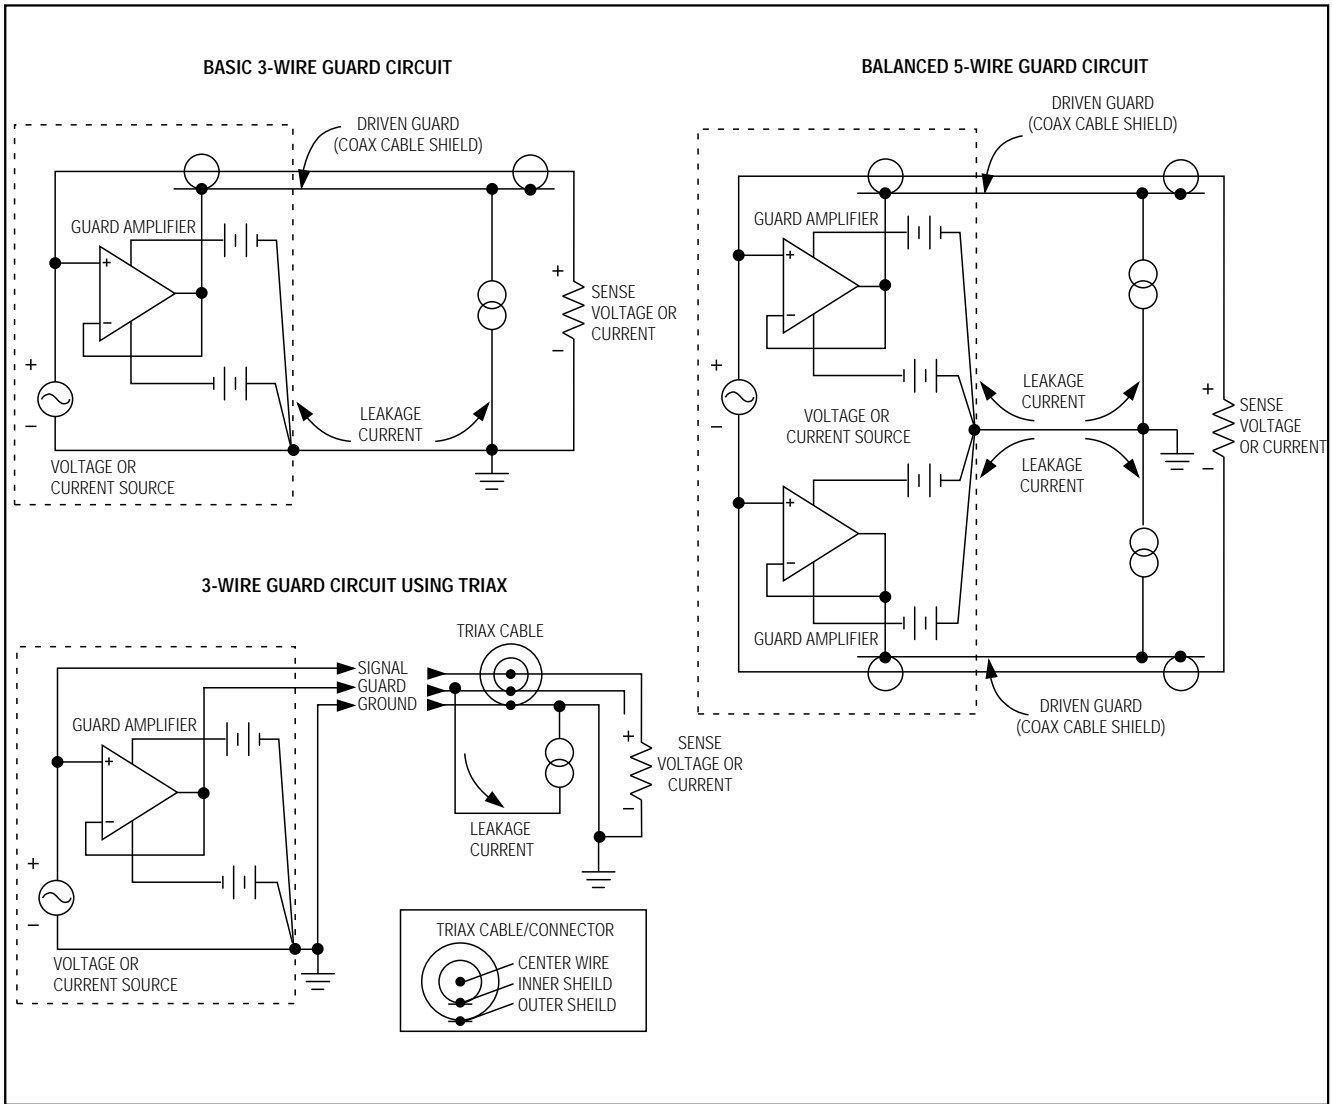 BASIC 3-WIRE GUARD CIRCUIT
DRIVEN GUARD
(COAX CABLE SHIELD)
GUARD AMPLIFIER
+
−
+
−
+
−
SENSE
VOLTAGE OR
CURRENT
LEAKAGE
CURRENT
VOLTAGE OR
CURRENT SOURCE
BALANCED 5-WIRE GUARD CIRCUIT
DRIVEN GUARD
(COAX CABLE SHIELD)
GUARD AMPLIFIER
+
−
+
−
VOLTAGE OR
CURRENT SOURCE
LEAKAGE
CURRENT
LEAKAGE
CURRENT
+
−
SENSE
VOLTAGE
OR CURRENT
+
−
GUARD AMPLIFIER
DRIVEN GUARD
(COAX CABLE SHIELD)
3-WIRE GUARD CIRCUIT USING TRIAX
TRIAX CABLE
SIGNAL
GUARD
GROUND
GUARD AMPLIFIER
+
−
+
−
+
−
SENSE
VOLTAGE OR
CURRENT
LEAKAGE
CURRENT
VOLTAGE OR
CURRENT SOURCE
TRIAX CABLE/CONNECTOR
CENTER WIRE
INNER SHEILD
OUTER SHEILD